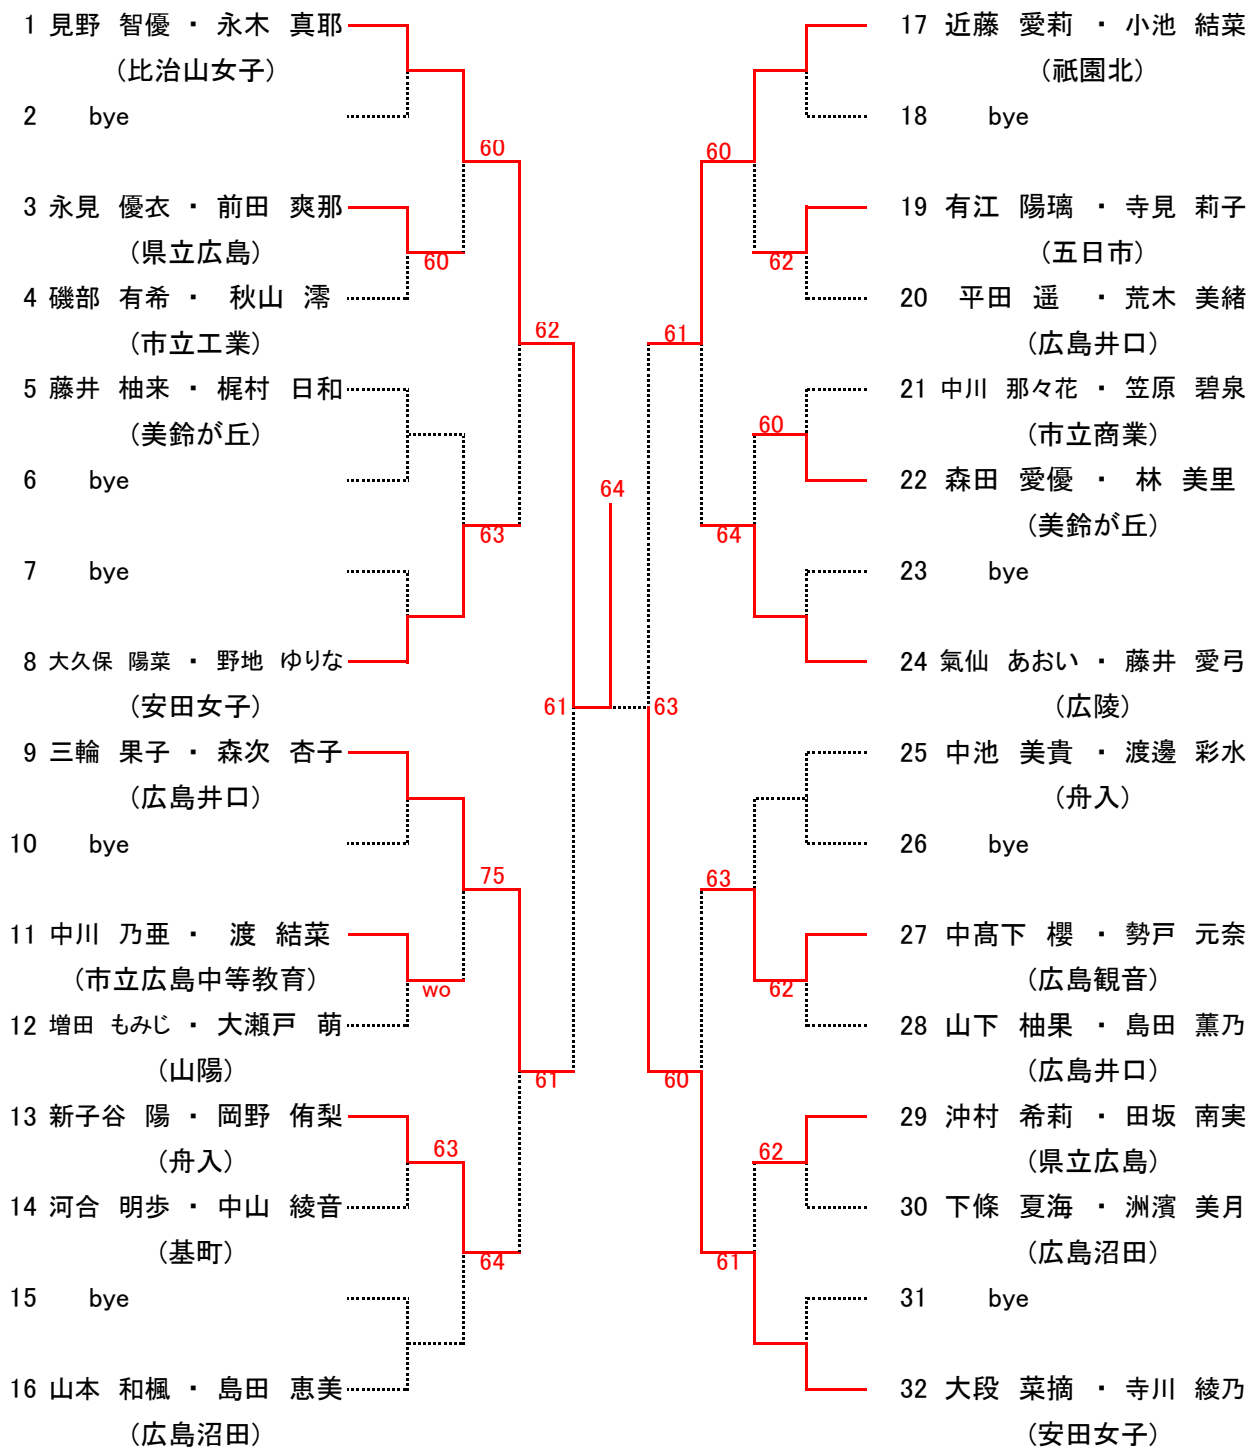 1 見野 智優 ・ 永木 真耶
(比治山女子)
2 bye
60
3 永見 優衣 ・ 前田 爽那
(県立広島)
60
4 磯部 有希 ・ 秋山 澪
(市立工業)
62
5 藤井 柚来 ・ 梶村 日和
(美鈴が丘)
6 bye
63
7 bye
8 大久保 陽菜 ・ 野地 ゆりな
(安田女子)
61
9 三輪 果子 ・ 森次 杏子
(広島井口)
10 bye
75
11 中川 乃亜 ・ 渡 結菜
(市立広島中等教育)
wo
12 増田 もみじ ・ 大瀬戸 萌
(山陽)
61
13 新子谷 陽 ・ 岡野 侑梨
(舟入)
63
14 河合 明歩 ・ 中山 綾音
(基町)
64
15 bye
16 山本 和楓 ・ 島田 恵美
(広島沼田)
64
17 近藤 愛莉 ・ 小池 結菜
(祇園北)
18 bye
60
19 有江 陽璃 ・ 寺見 莉子
(五日市)
62
20 平田 遥 ・ 荒木 美緒
(広島井口)
61
21 中川 那々花 ・ 笠原 碧泉
(市立商業)
60
22 森田 愛優 ・ 林 美里
(美鈴が丘)
64
23 bye
24 氣仙 あおい ・ 藤井 愛弓
(広陵)
63
25 中池 美貴 ・ 渡邊 彩水
(舟入)
26 bye
63
27 中髙下 櫻 ・ 勢戸 元奈
(広島観音)
62
28 山下 柚果 ・ 島田 薫乃
(広島井口)
60
29 沖村 希莉 ・ 田坂 南実
(県立広島)
62
30 下條 夏海 ・ 洲濱 美月
(広島沼田)
61
31 bye
32 大段 菜摘 ・ 寺川 綾乃
(安田女子)